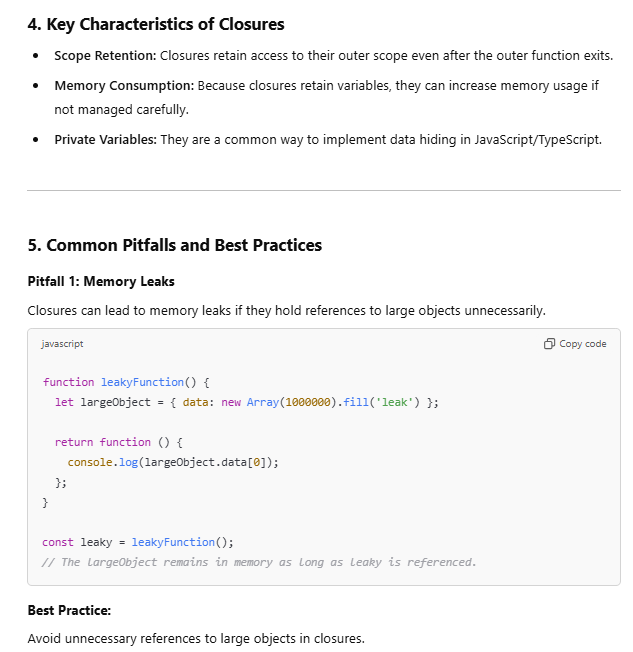 4. Key Characteristics of Closures
• Scope Retention: Closures retain access to their outer scope even after the outer function exits.
• Memory Consumption: Because closures retain variables, they can increase memory usage if
not managed carefully.
• Private Variables: They are a common way to implement data hiding in JavaScript/TypeScript.
5. Common Pitfalls and Best Practices
Pitfall 1: Memory Leaks
Closures can lead to memory leaks if they hold references to large objects unnecessarily.
javascript Copy code
function leakyFunction() {
  let largeObject = { data: new Array(1000000).fill('leak') };
  return function () {
    console.log(largeObject.data[0]);
  };
}
const leaky = leakyFunction();
// The largeObject remains in memory as long as leaky is referenced.
Best Practice:
Avoid unnecessary references to large objects in closures.